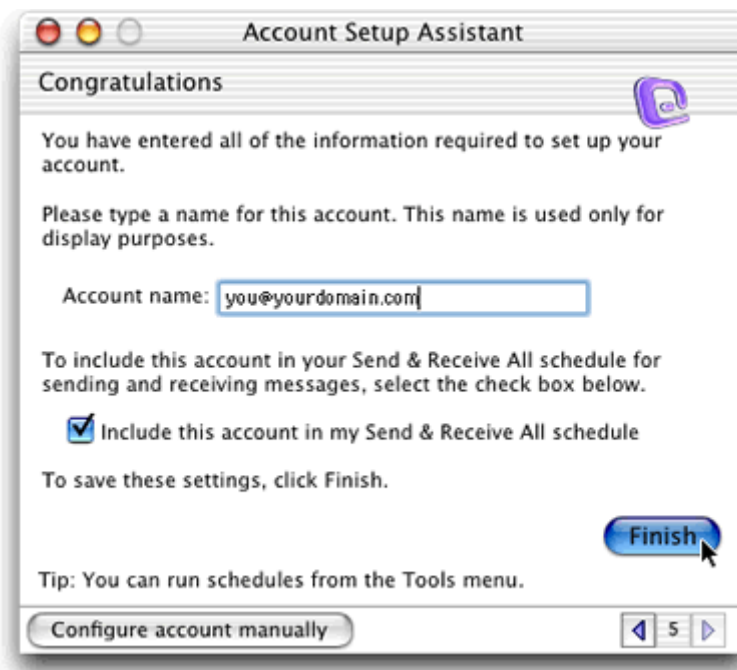 Account Setup Assistant
Congratulations
You have entered all of the information required to set up your
account.
Please type a name for this account. This name is used only for
display purposes.
Account name: you@yourdomain.com
To include this account in your Send & Receive All schedule for
sending and receiving messages, select the check box below.
Include this account in my Send & Receive All schedule
To save these settings, click Finish.
Finish
Tip: You can run schedules from the Tools menu.
Configure account manually
5